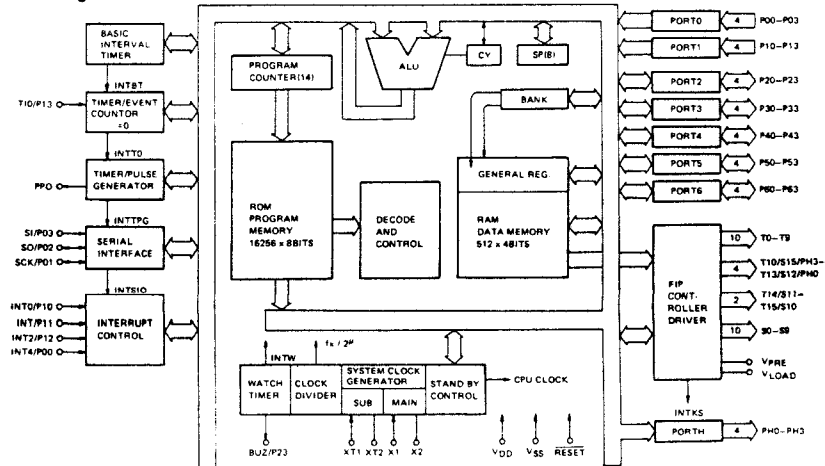 BASIC
INTERVAL
TIMER
INTBT
TI0/P13
TIMER/EVENT
COUNTOR
=0
INTT0
PPO
TIMER/PULSE
GENERATOR
INTTPG
SI/P03
SO/P02
SCK/P01
SERIAL
INTERFACE
INTSIO
INT0/P10
INT/P11
INT2/P12
INT4/P00
INTERRUPT
CONTROL
PROGRAM
COUNTER(14)
ALU
CY
SP(8)
BANK
GENERAL REG.
ROM
PROGRAM
MEMORY
16256 x 8BITS
DECODE
AND
CONTROL
RAM
DATA MEMORY
512 x 4BITS
INTW
fx / 2
WATCH
TIMER
CLOCK
DIVIDER
SYSTEM CLOCK
GENERATOR
SUB
MAIN
STAND BY
CONTROL
CPU CLOCK
BUZ/P23
XT1
XT2
X1
X2
VDD
VSS
RESET
PORT0
4
P00-P03
PORT1
4
P10-P13
PORT2
4
P20-P23
PORT3
4
P30-P33
PORT4
4
P40-P43
PORT5
4
P50-P53
PORT6
4
P60-P63
FIP
CONT-
ROLLER
DRIVER
10
T0-T9
4
T10/S15/PH3-
T13/S12/PH0
2
T14/S11-
T15/S10
10
S0-S9
VPRE
VLOAD
INTKS
PORTH
4
PH0-PH3